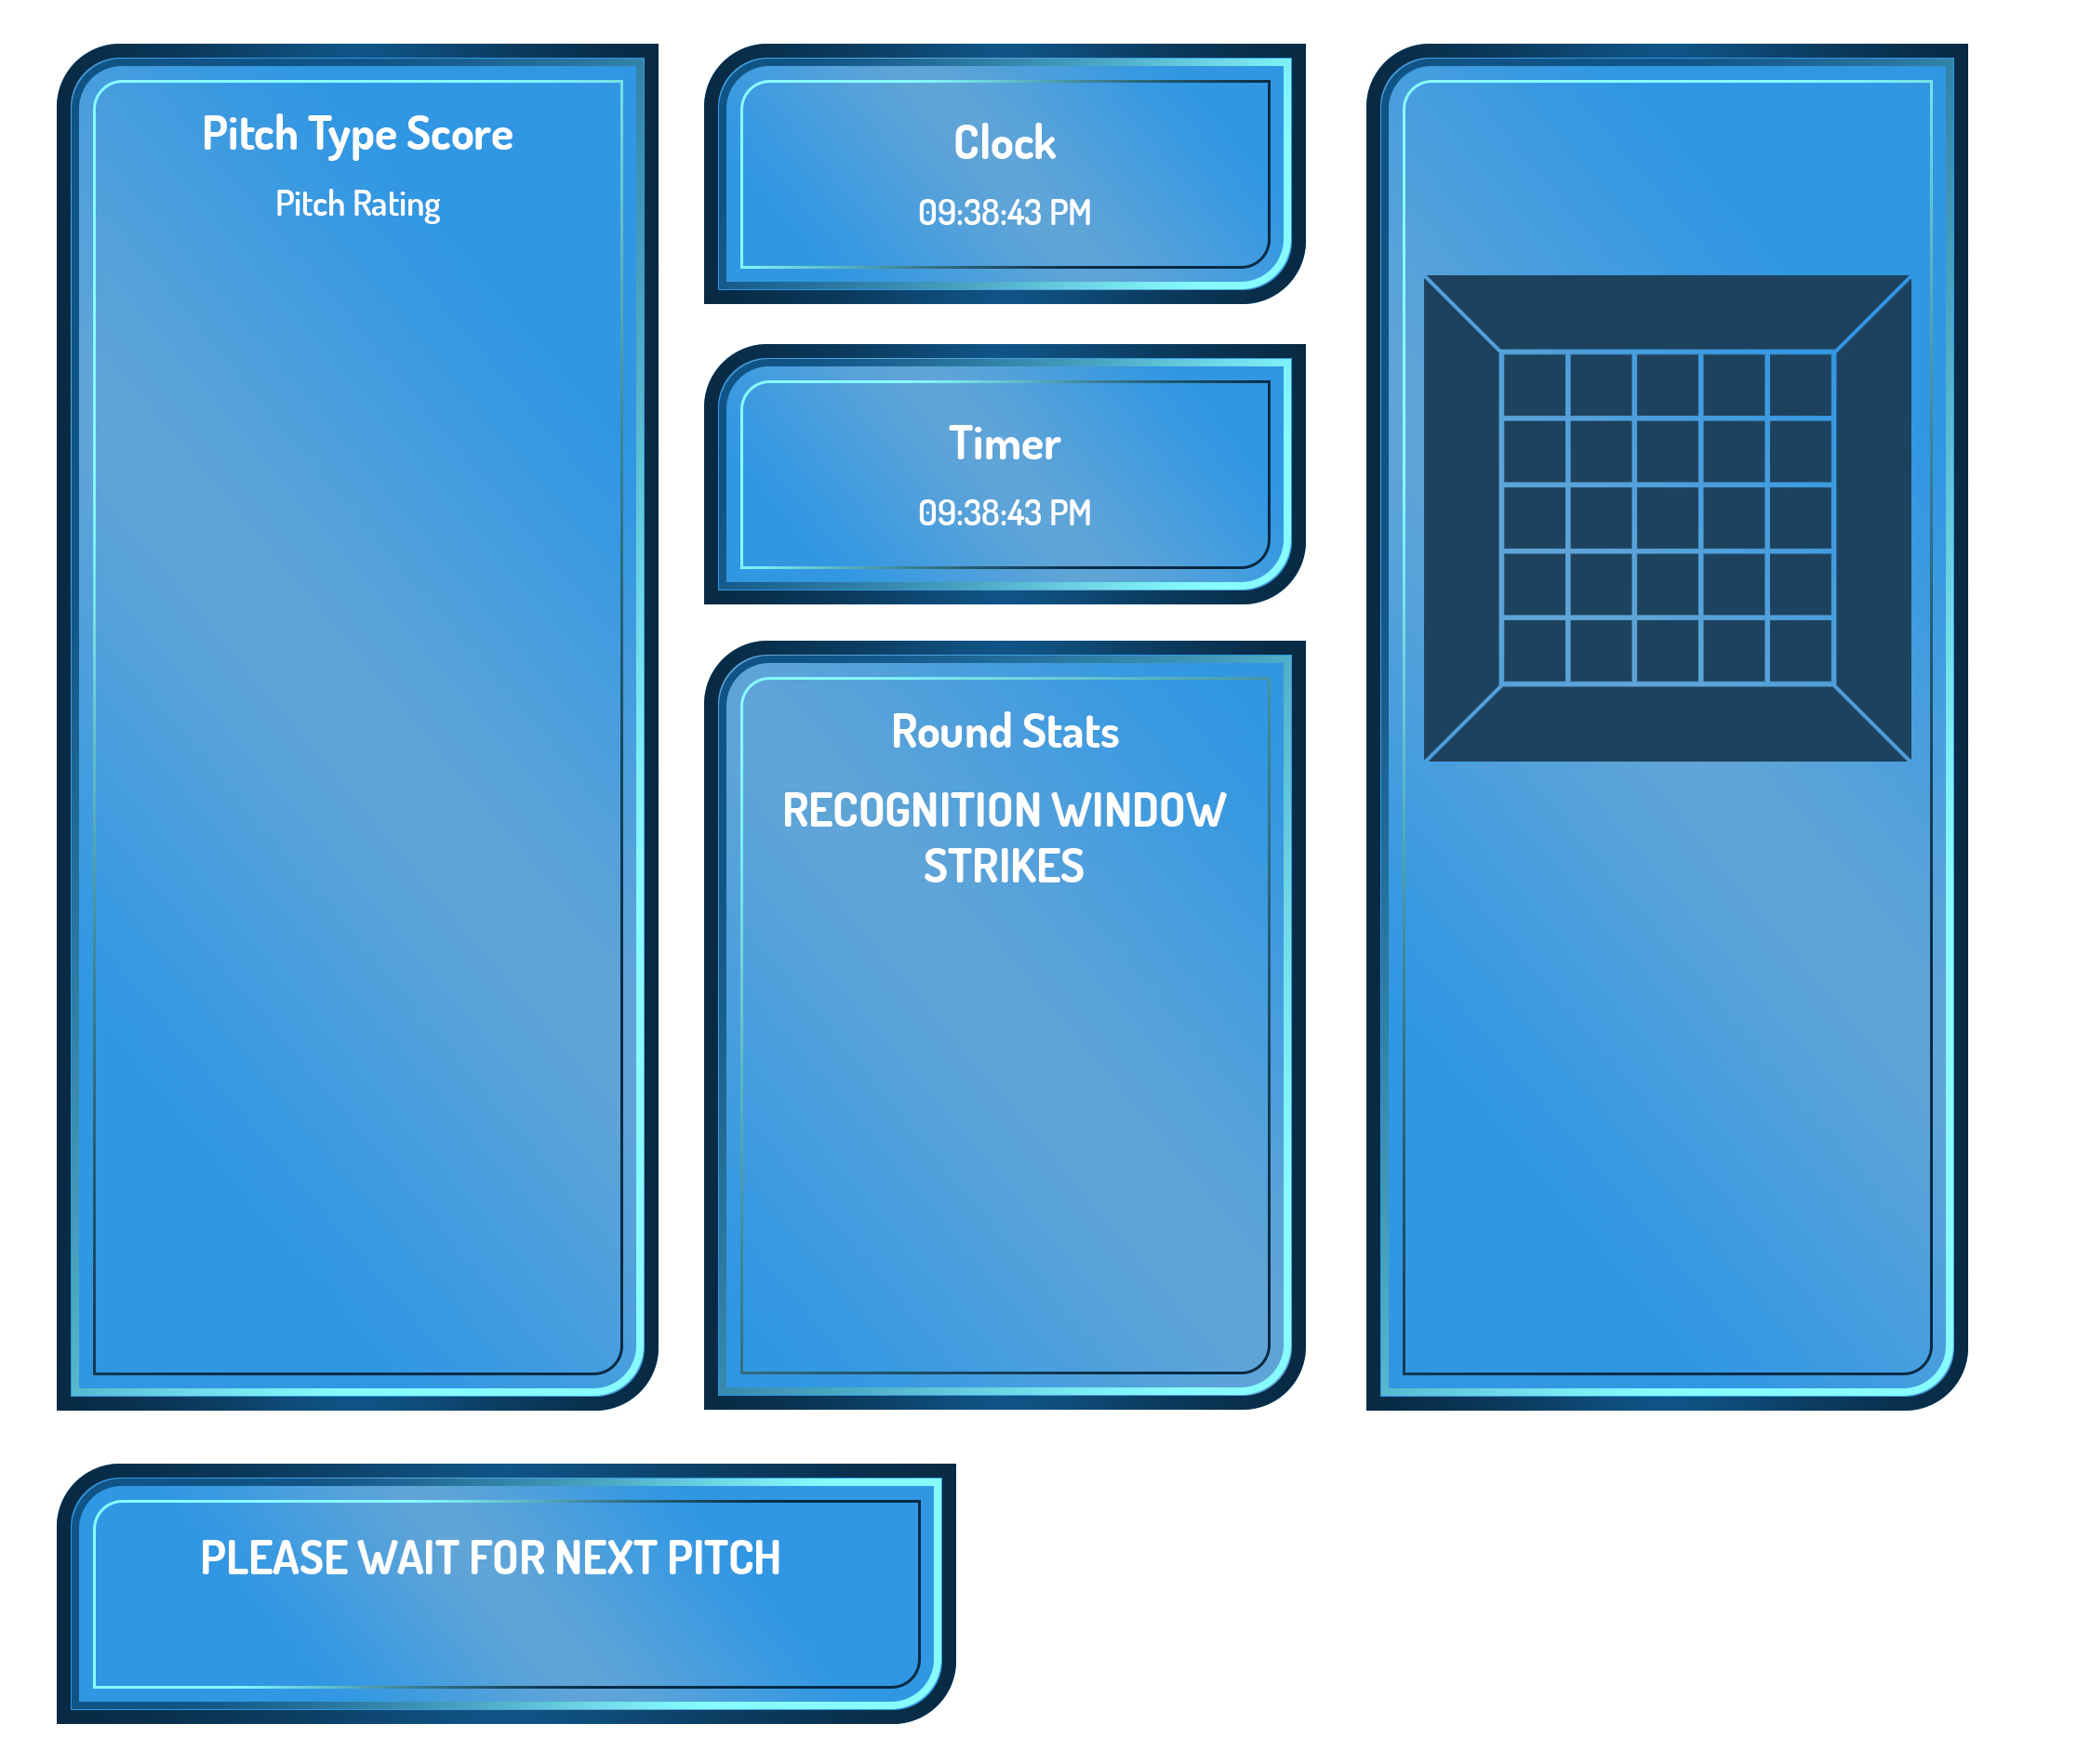 Pitch Type Score
Pitch Rating
Clock
09:38:43 PM
Timer
09:38:43 PM
Round Stats
RECOGNITION WINDOW
STRIKES
PLEASE WAIT FOR NEXT PITCH